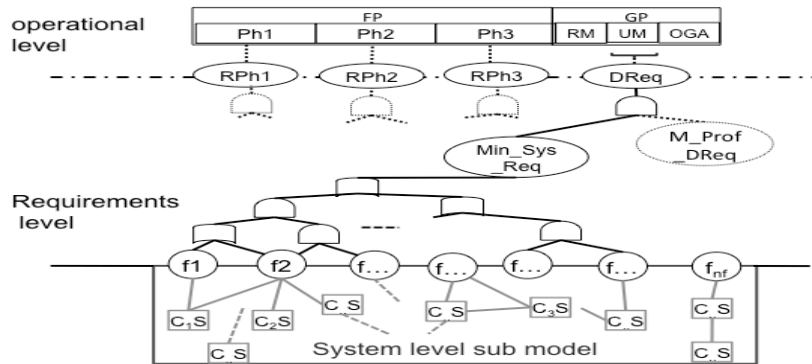 FP GP
operational
level
Ph1 Ph2 Ph3 RM UM OGA
RPh1 RPh2 RPh3 DReq
Min_Sys
_Req
M_Prof
_DReq
Requirements
level
f1 f2 f... f... f... f... fnf
C1S C2S C..S C..S C3S C..S C..S
C..S C..S
System level sub model